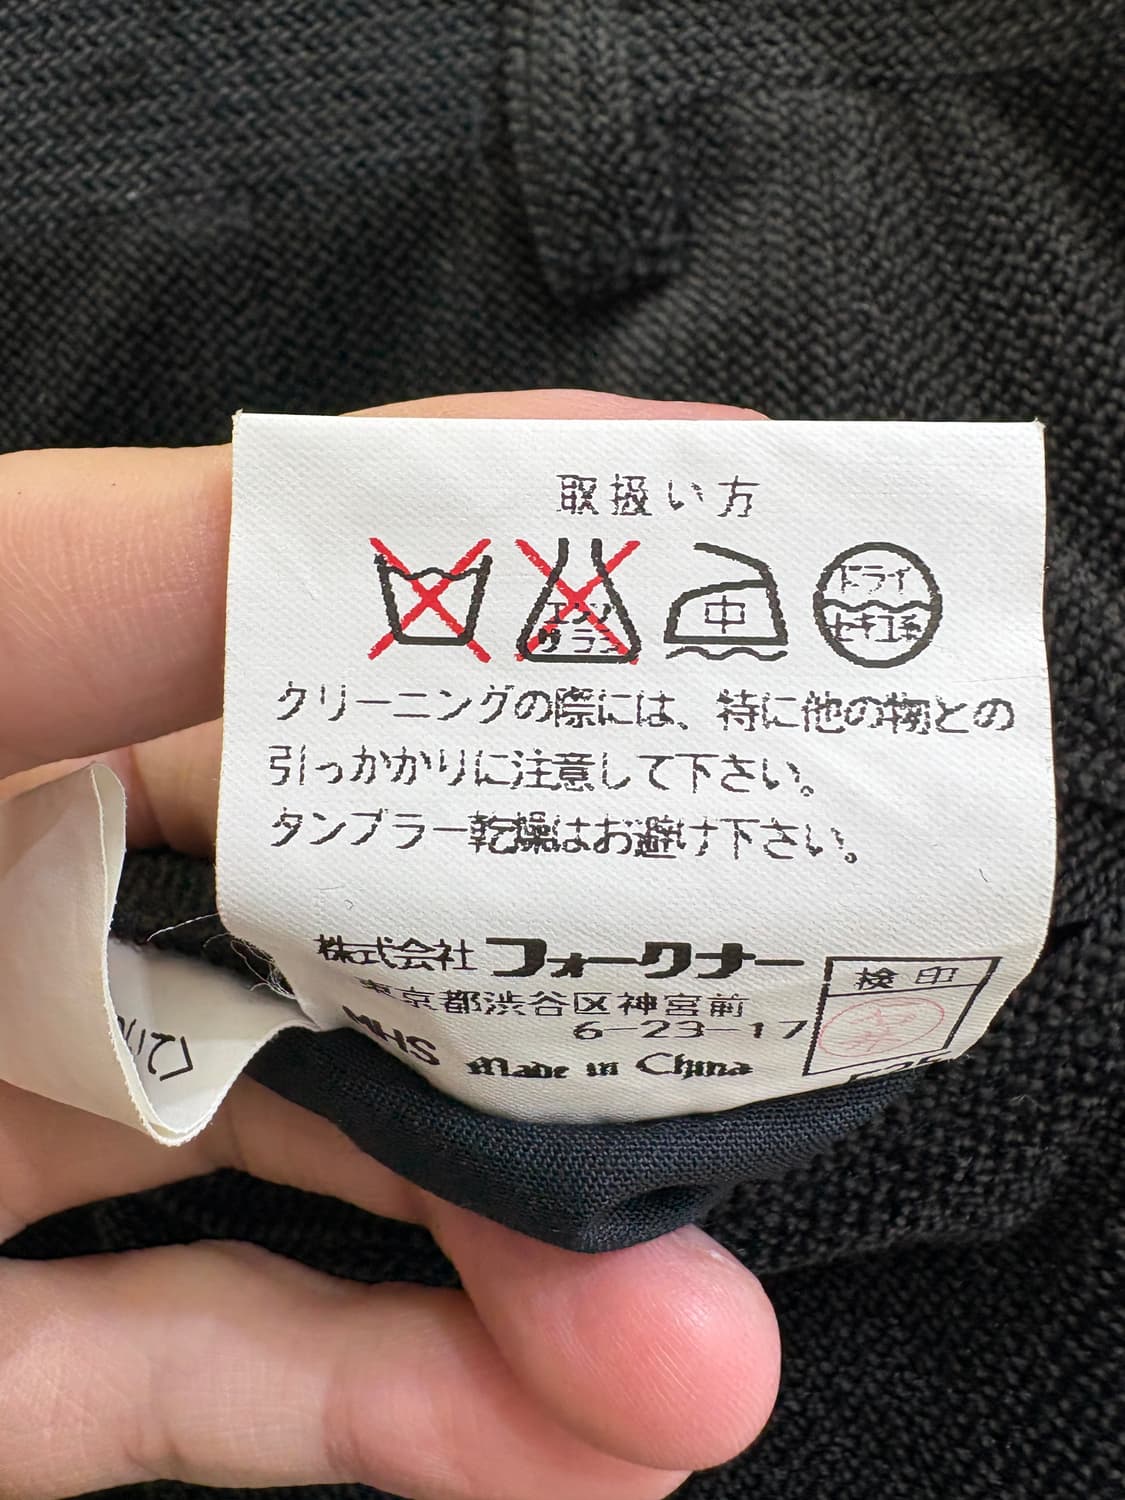 取扱い方
エンソ
サラシ
中
ドライ
セキユ系
クリーニングの際には、特に他の物との
引っかかりに注意して下さい。
タンブラー乾燥はお避け下さい。
株式会社 フォークナー
東京都渋谷区神宮前
6-23-17
検印
MHS Made in China